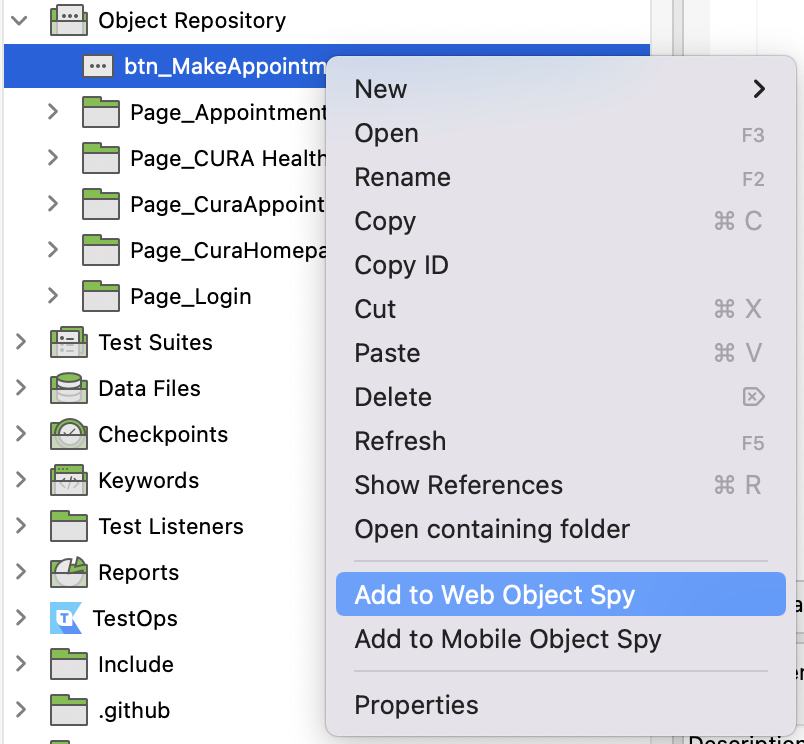 Object Repository
btn_MakeAppointm
Page_Appointment
Page_CURA Health
Page_CuraAppoint
Page_CuraHomepa
Page_Login
Test Suites
Data Files
Checkpoints
Keywords
Test Listeners
Reports
TestOps
Include
.github
New
Open F3
Rename F2
Copy ⌘ C
Copy ID
Cut ⌘ X
Paste ⌘ V
Delete
Refresh F5
Show References ⌘ R
Open containing folder
Add to Web Object Spy
Add to Mobile Object Spy
Properties
Description